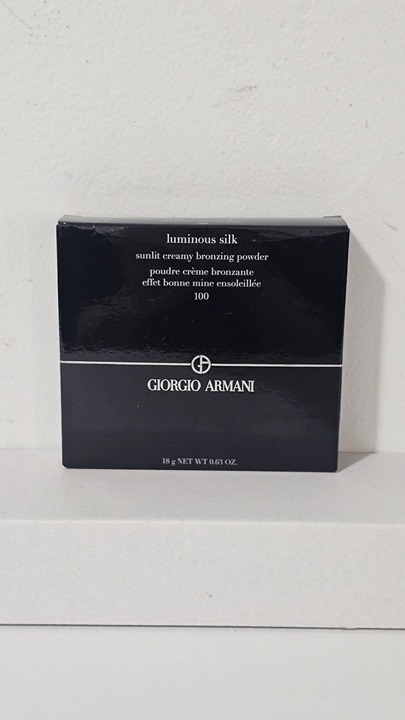 luminous silk
sunlit creamy bronzing powder
poudre crème bronzante
effet bonne mine ensoleillée
100
GIORGIO ARMANI
18 g NET WT 0.63 OZ.